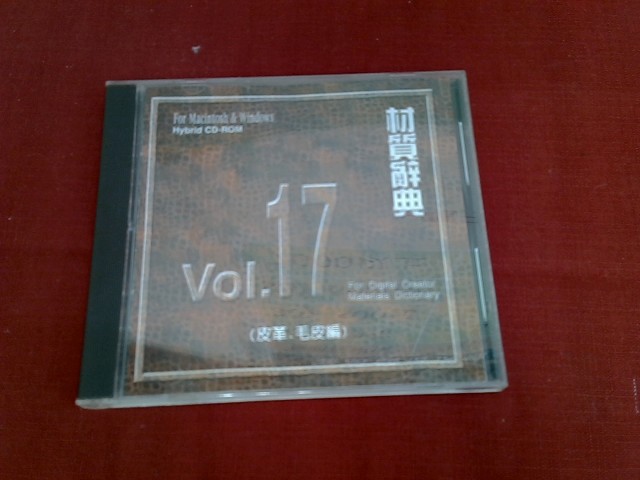 For Macintosh & Windows
Hybrid CD-ROM
材質辭典
Vol.17
For Digital Creator
Materials Dictionary
(皮革、毛皮編)